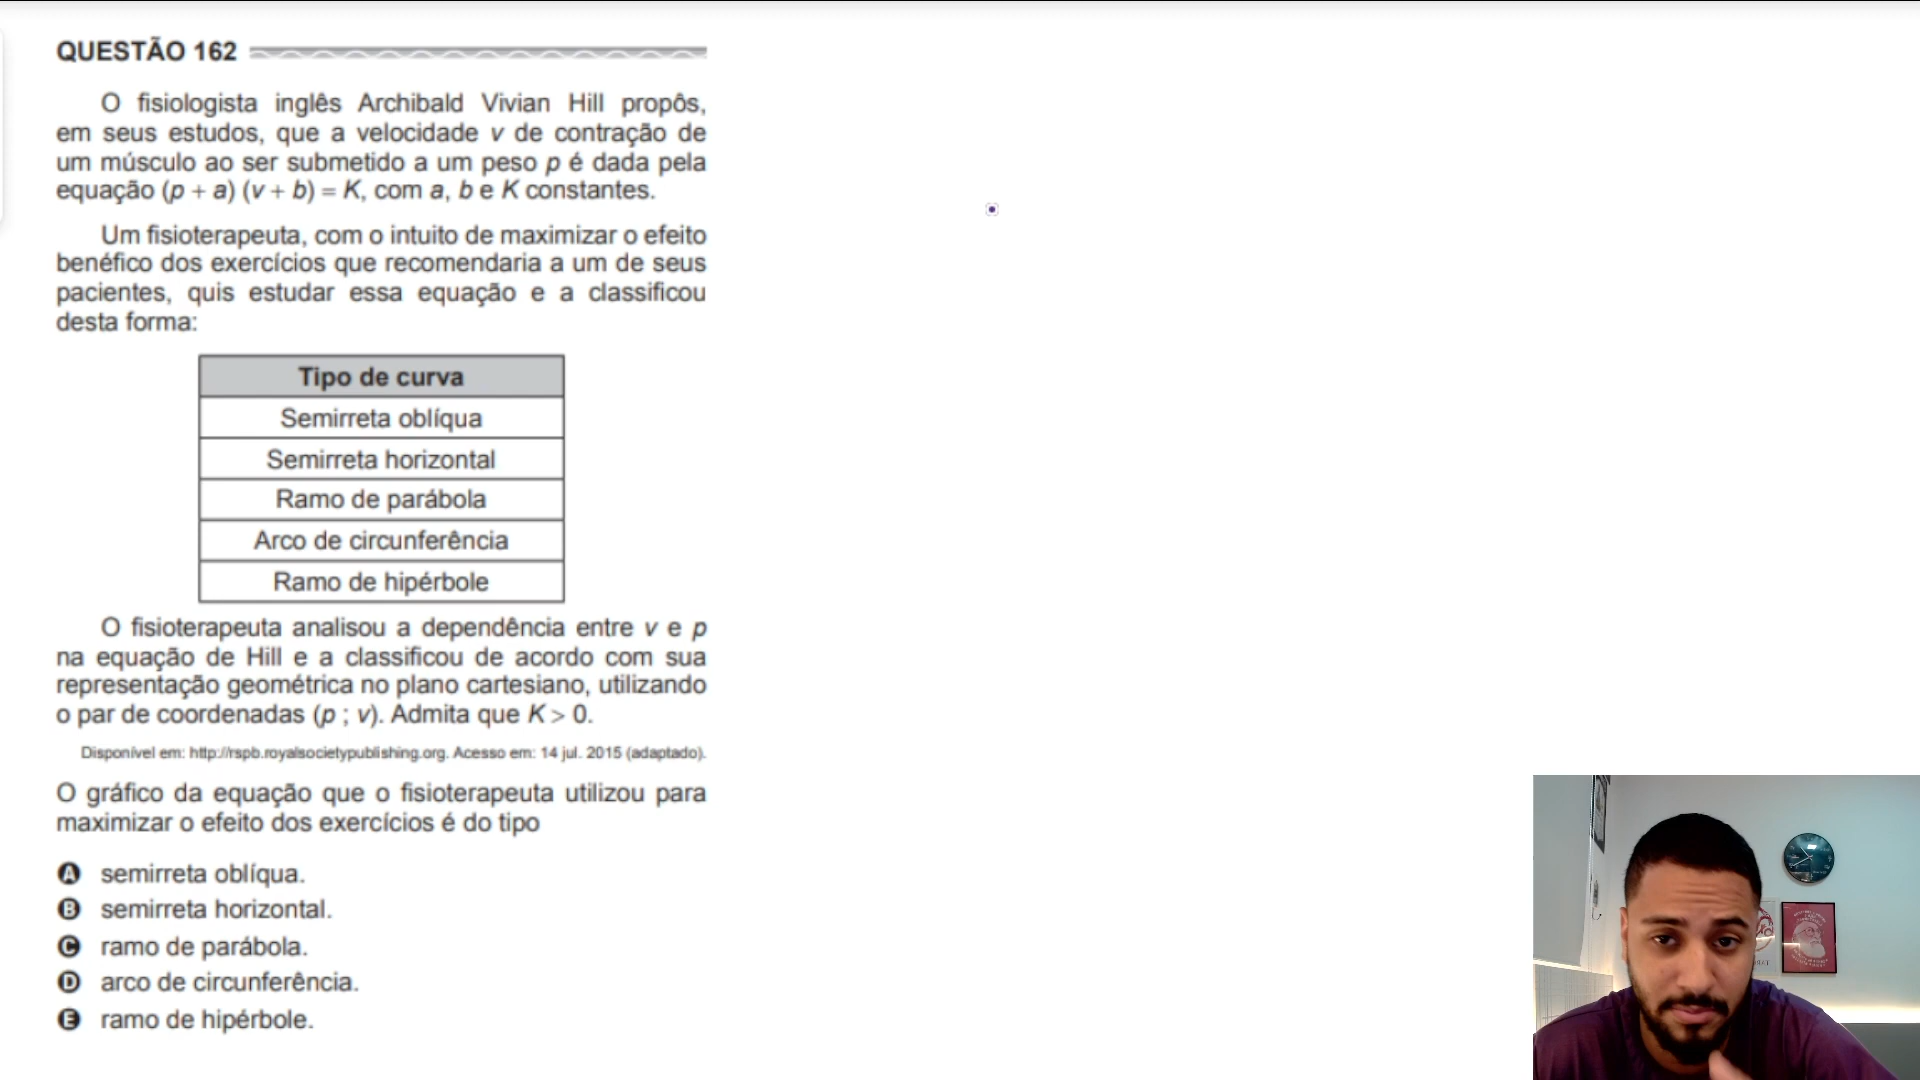 QUESTÃO 162
O fisiologista inglês Archibald Vivian Hill propôs,
em seus estudos, que a velocidade v de contração de
um músculo ao ser submetido a um peso p é dada pela
equação (p + a) (v + b) = K, com a, b e K constantes.
Um fisioterapeuta, com o intuito de maximizar o efeito
benéfico dos exercícios que recomendaria a um de seus
pacientes, quis estudar essa equação e a classificou
desta forma:
Tipo de curva
Semirreta oblíqua
Semirreta horizontal
Ramo de parábola
Arco de circunferência
Ramo de hipérbole
O fisioterapeuta analisou a dependência entre v e p
na equação de Hill e a classificou de acordo com sua
representação geométrica no plano cartesiano, utilizando
o par de coordenadas (p ; v). Admita que K > 0.
Disponível em: http://rspb.royalsocietypublishing.org. Acesso em: 14 jul. 2015 (adaptado).
O gráfico da equação que o fisioterapeuta utilizou para
maximizar o efeito dos exercícios é do tipo
A semirreta oblíqua.
B semirreta horizontal.
C ramo de parábola.
D arco de circunferência.
E ramo de hipérbole.